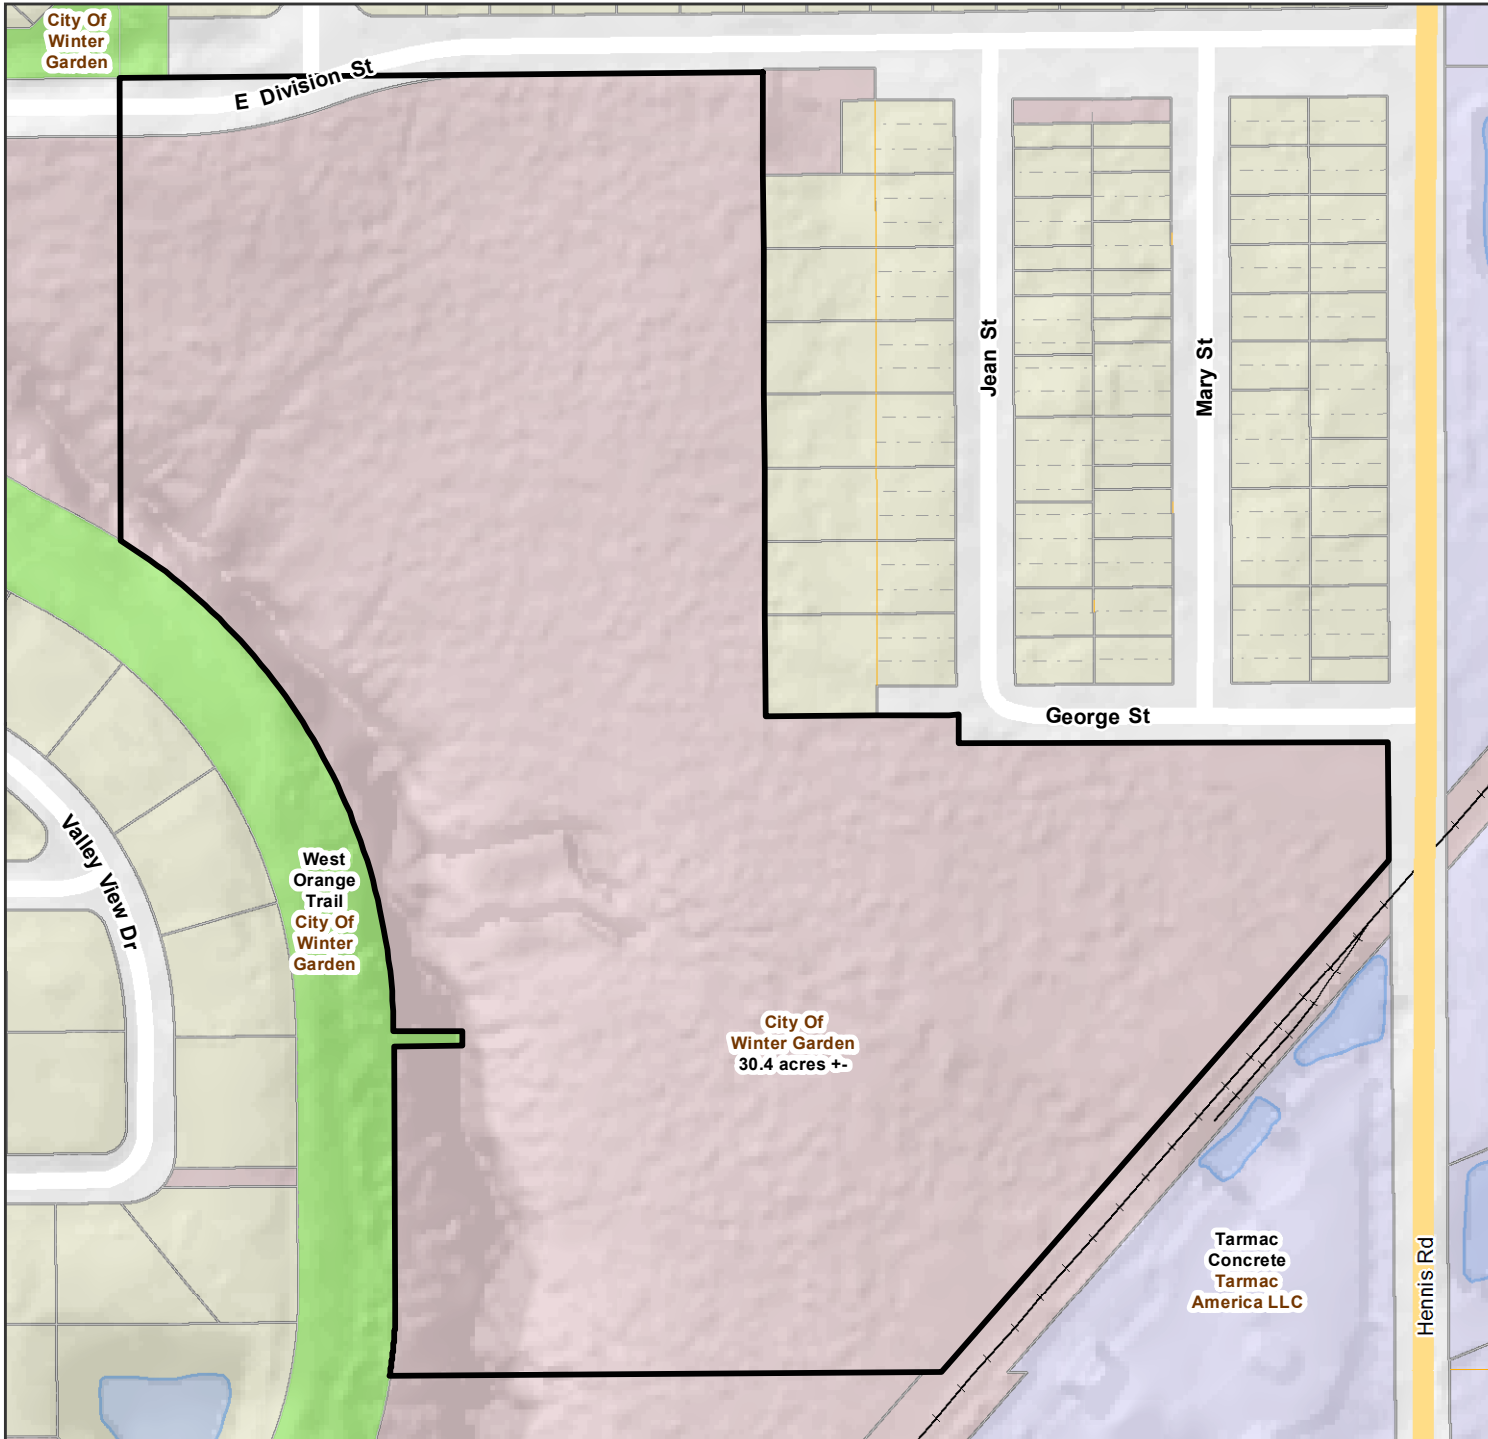 City Of
Winter
Garden
E Division St
Jean St
Mary St
George St
Valley View Dr
West
Orange
Trail
City Of
Winter
Garden
City Of
Winter Garden
30.4 acres +-
Tarmac
Concrete
Tarmac
America LLC
Hennis Rd